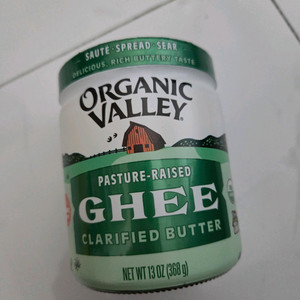 SAUTE · SPREAD · SEAR
DELICIOUS, RICH BUTTERY TASTE
ORGANIC
VALLEY®
PASTURE-RAISED
GHEE
CLARIFIED BUTTER
NET WT 13 OZ (368 g)